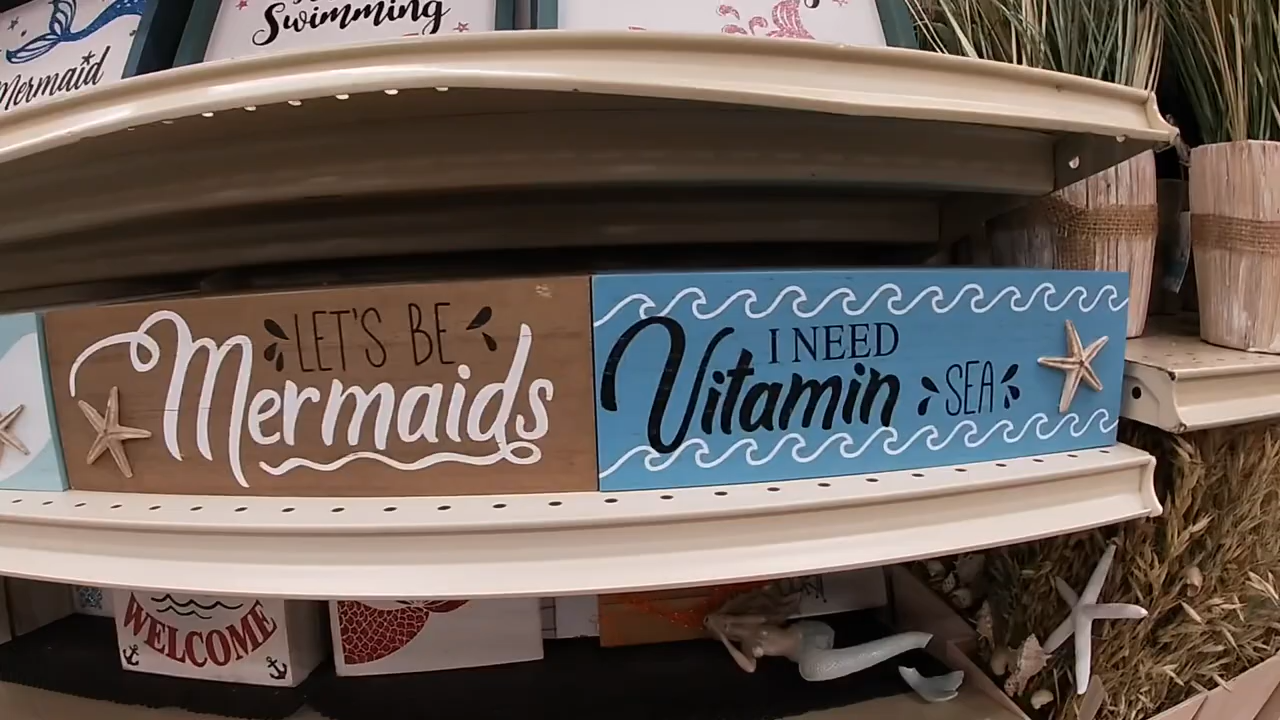 Swimming
Mermaid
LET'S BE
Mermaids
I NEED
Vitamin
SEA
WELCOME